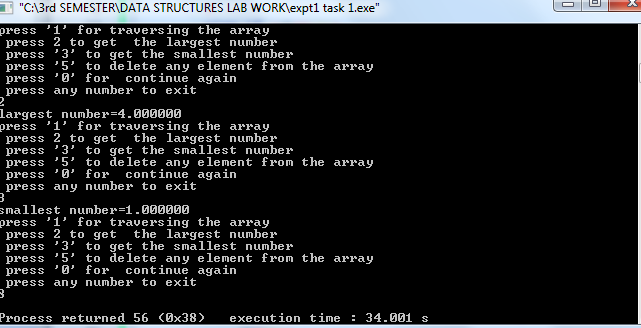 "C:\3rd SEMESTER\DATA STRUCTURES LAB WORK\expt1 task 1.exe"
press '1' for traversing the array
 press 2 to get  the largest number
 press '3' to get the smallest number
 press '5' to delete any element from the array
 press '0' for  continue again
 press any number to exit
2
largest number=4.000000
press '1' for traversing the array
 press 2 to get  the largest number
 press '3' to get the smallest number
 press '5' to delete any element from the array
 press '0' for  continue again
 press any number to exit
3
smallest number=1.000000
press '1' for traversing the array
 press 2 to get  the largest number
 press '3' to get the smallest number
 press '5' to delete any element from the array
 press '0' for  continue again
 press any number to exit
8
Process returned 56 (0x38)   execution time : 34.001 s